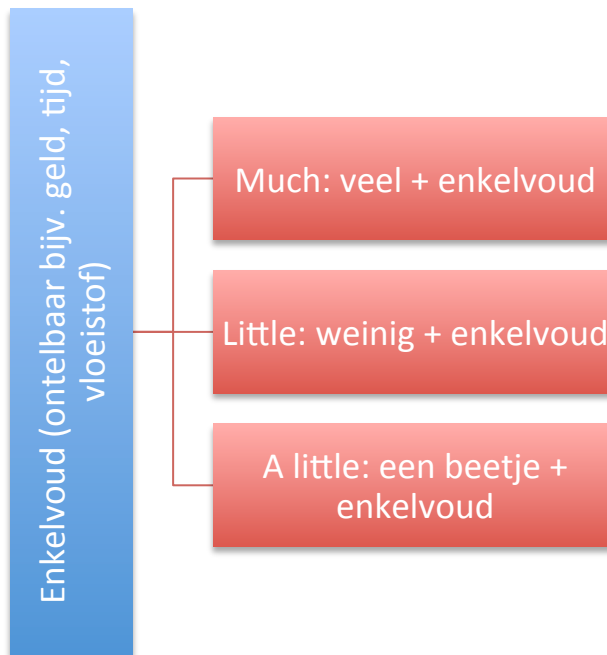 Enkelvoud (ontelbaar bijv. geld, tijd,
vloeistof)
Much: veel + enkelvoud
Little: weinig + enkelvoud
A little: een beetje +
enkelvoud